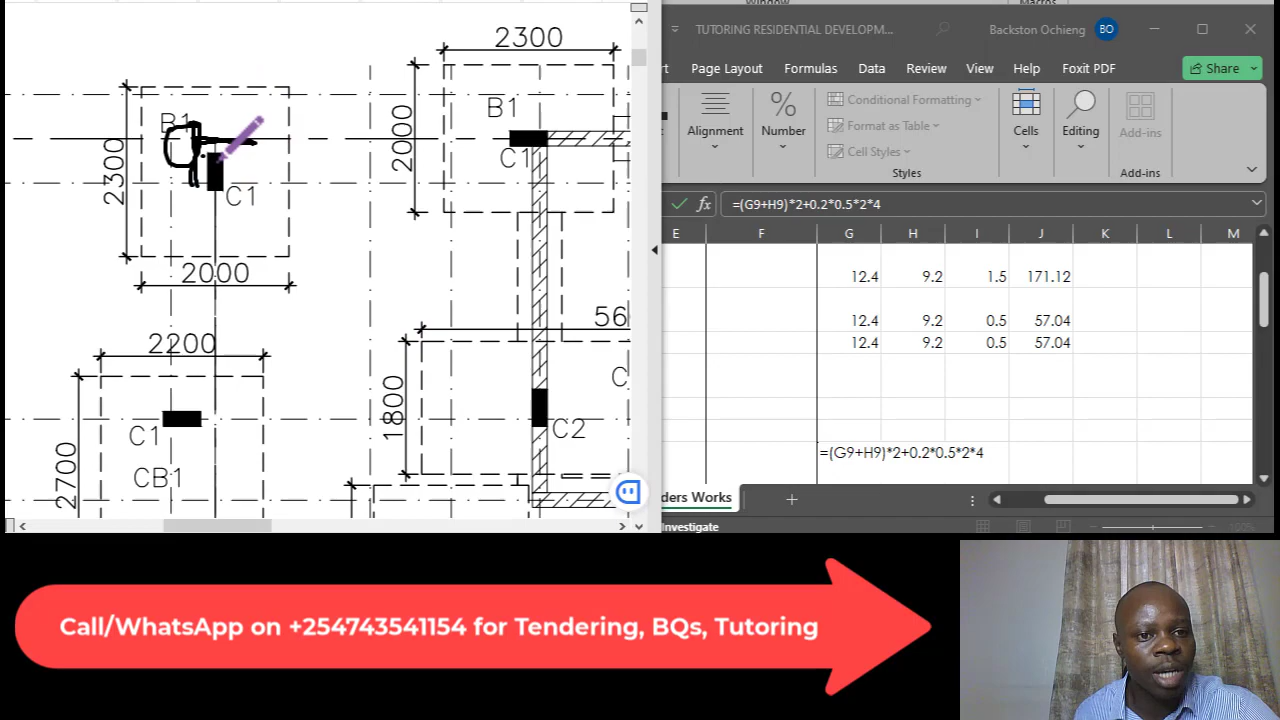 2300
B1
C1
2300
2000
2300
B1
C1
2000
2200
C1
CB1
2700
56
1800
C2
TUTORING RESIDENTIAL DEVELOPM...
Backston Ochieng
BO
Page Layout
Formulas
Data
Review
View
Help
Foxit PDF
Share
Alignment
Number
Conditional Formatting
Format as Table
Cell Styles
Styles
Cells
Editing
Add-ins
Add-ins
fx
=(G9+H9)*2+0.2*0.5*2*4
E F G H I J K L M
12.4 9.2 1.5 171.12
12.4 9.2 0.5 57.04
12.4 9.2 0.5 57.04
=(G9+H9)*2+0.2*0.5*2*4
ders Works
Investigate
Call/WhatsApp on +254743541154 for Tendering, BQs, Tutoring